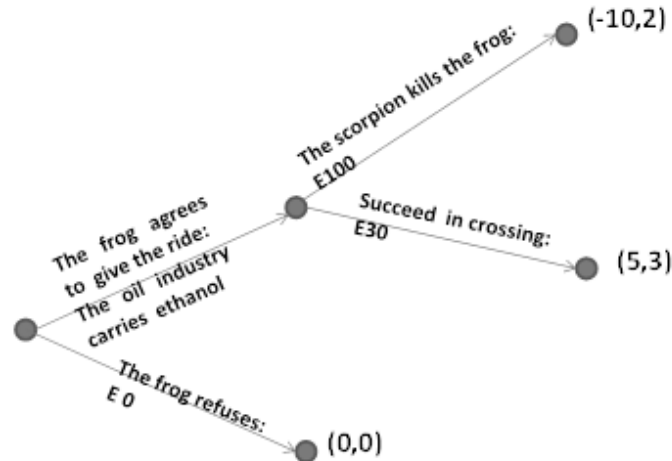 (-10,2)
The scorpion kills the frog:
E100
Succeed in crossing:
E30
(5,3)
The frog agrees
to give the ride:
The oil industry
carries ethanol
The frog refuses:
E 0
(0,0)